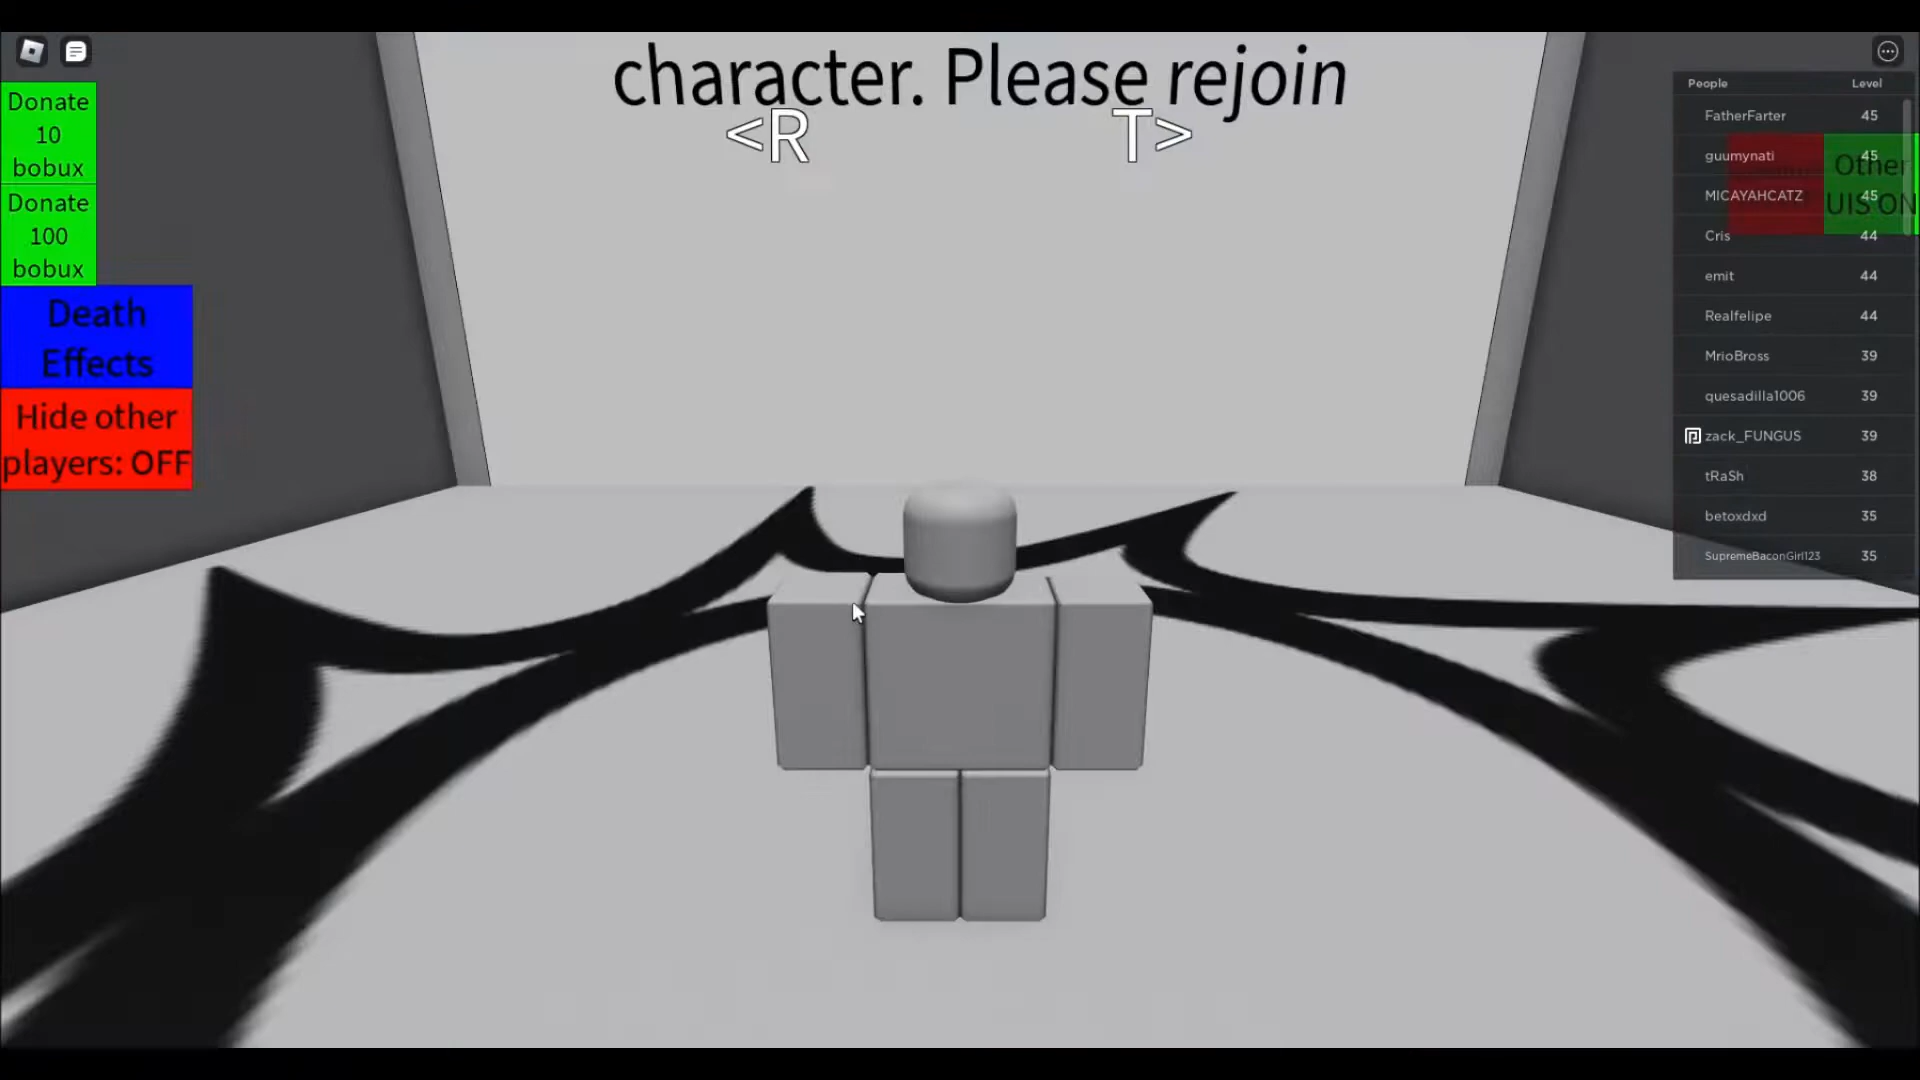 character. Please rejoin
<R
T>
Donate
10
bobux
Donate
100
bobux
Death
Effects
Hide other
players: OFF
People Level
FatherFarter 45
guumynati 45
MICAYAHCATZ 45
Cris 44
emit 44
Realfelipe 44
MrioBross 39
quesadilla1006 39
zack_FUNGUS 39
tRaSh 38
betoxdxd 35
SupremeBaconGirl123 35
Other
UIS ON